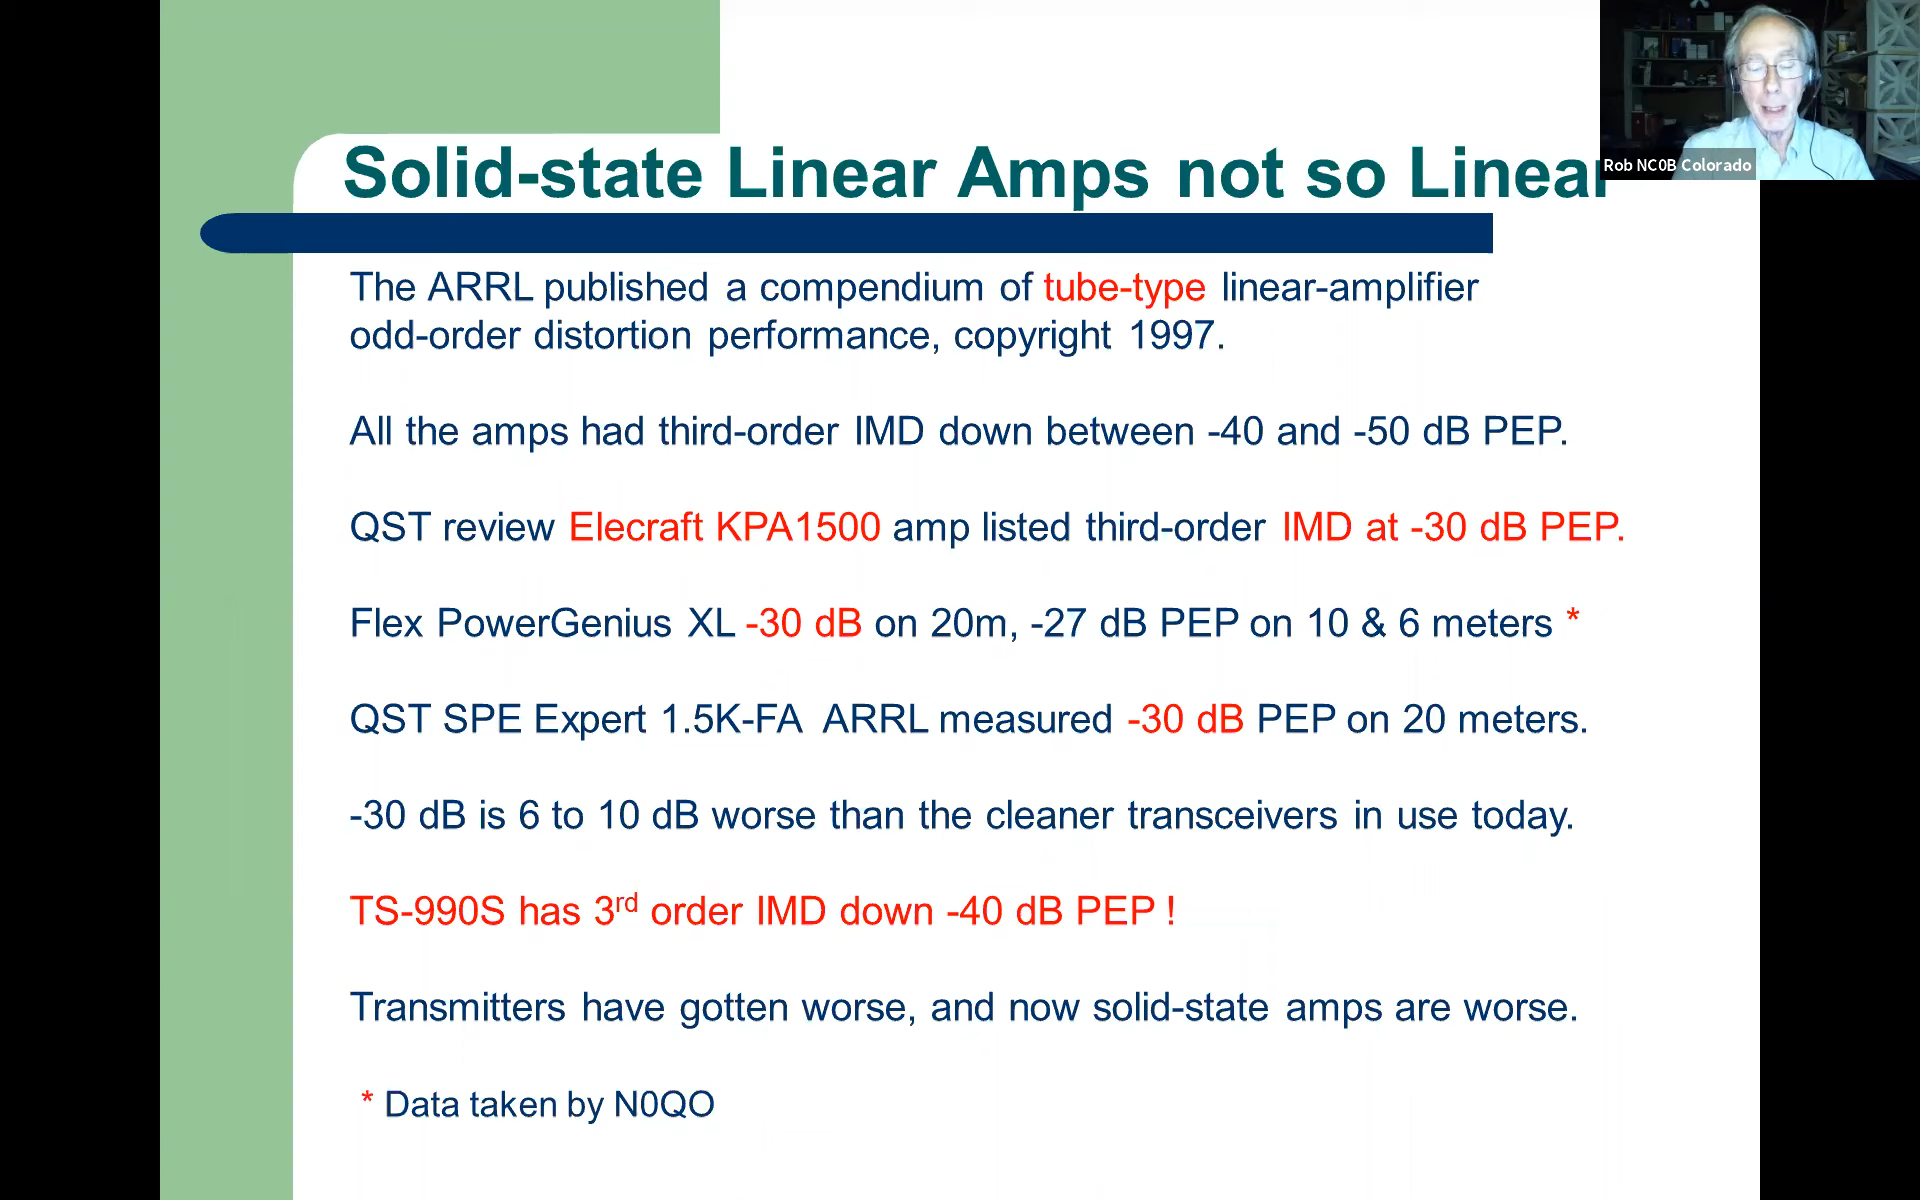 Solid-state Linear Amps not so Linear
Rob NC0B Colorado
The ARRL published a compendium of tube-type linear-amplifier
odd-order distortion performance, copyright 1997.
All the amps had third-order IMD down between -40 and -50 dB PEP.
QST review Elecraft KPA1500 amp listed third-order IMD at -30 dB PEP.
Flex PowerGenius XL -30 dB on 20m, -27 dB PEP on 10 & 6 meters *
QST SPE Expert 1.5K-FA ARRL measured -30 dB PEP on 20 meters.
-30 dB is 6 to 10 dB worse than the cleaner transceivers in use today.
TS-990S has 3rd order IMD down -40 dB PEP !
Transmitters have gotten worse, and now solid-state amps are worse.
* Data taken by N0QO